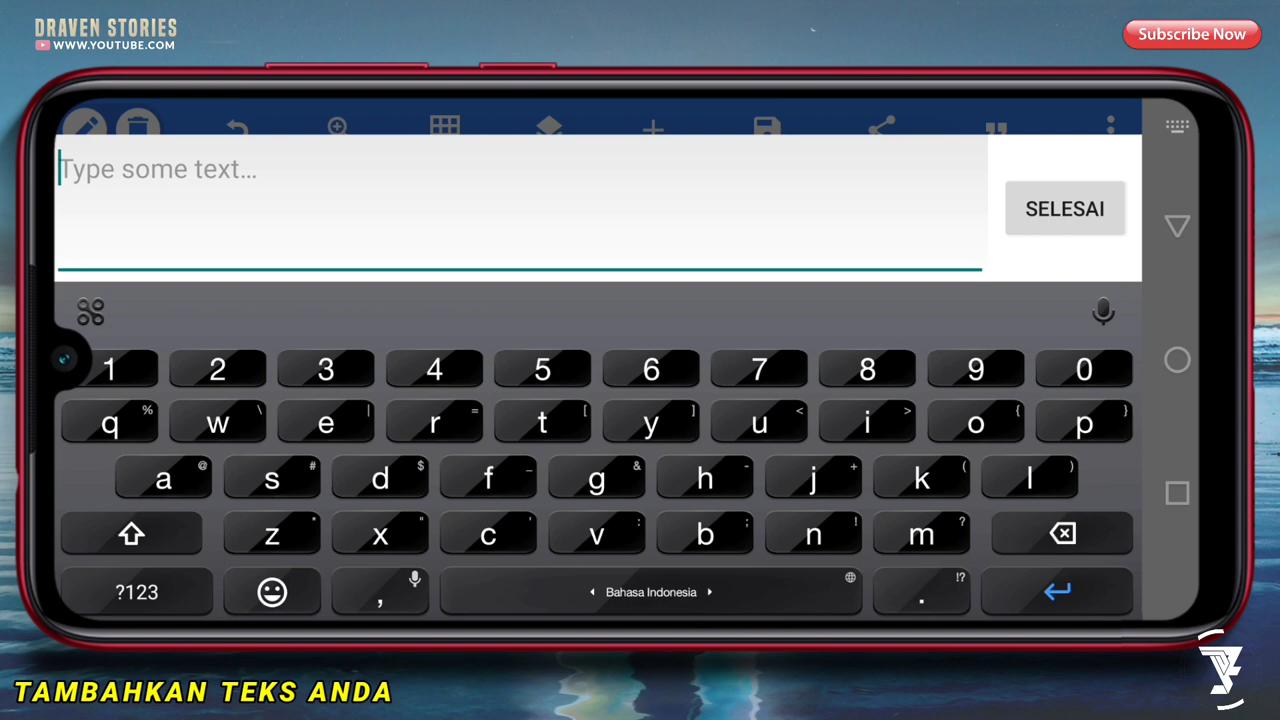 DRAVEN STORIES
WWW.YOUTUBE.COM
Subscribe Now
Type some text...
SELESAI
1 2 3 4 5 6 7 8 9 0
q % w \ e | r = t [ y ] u < i > o { p }
a @ s # d $ f _ g & h - j + k ( l )
z * x " c ' v : b ; n ! m ?
?123 , Bahasa Indonesia . !?
TAMBAHKAN TEKS ANDA